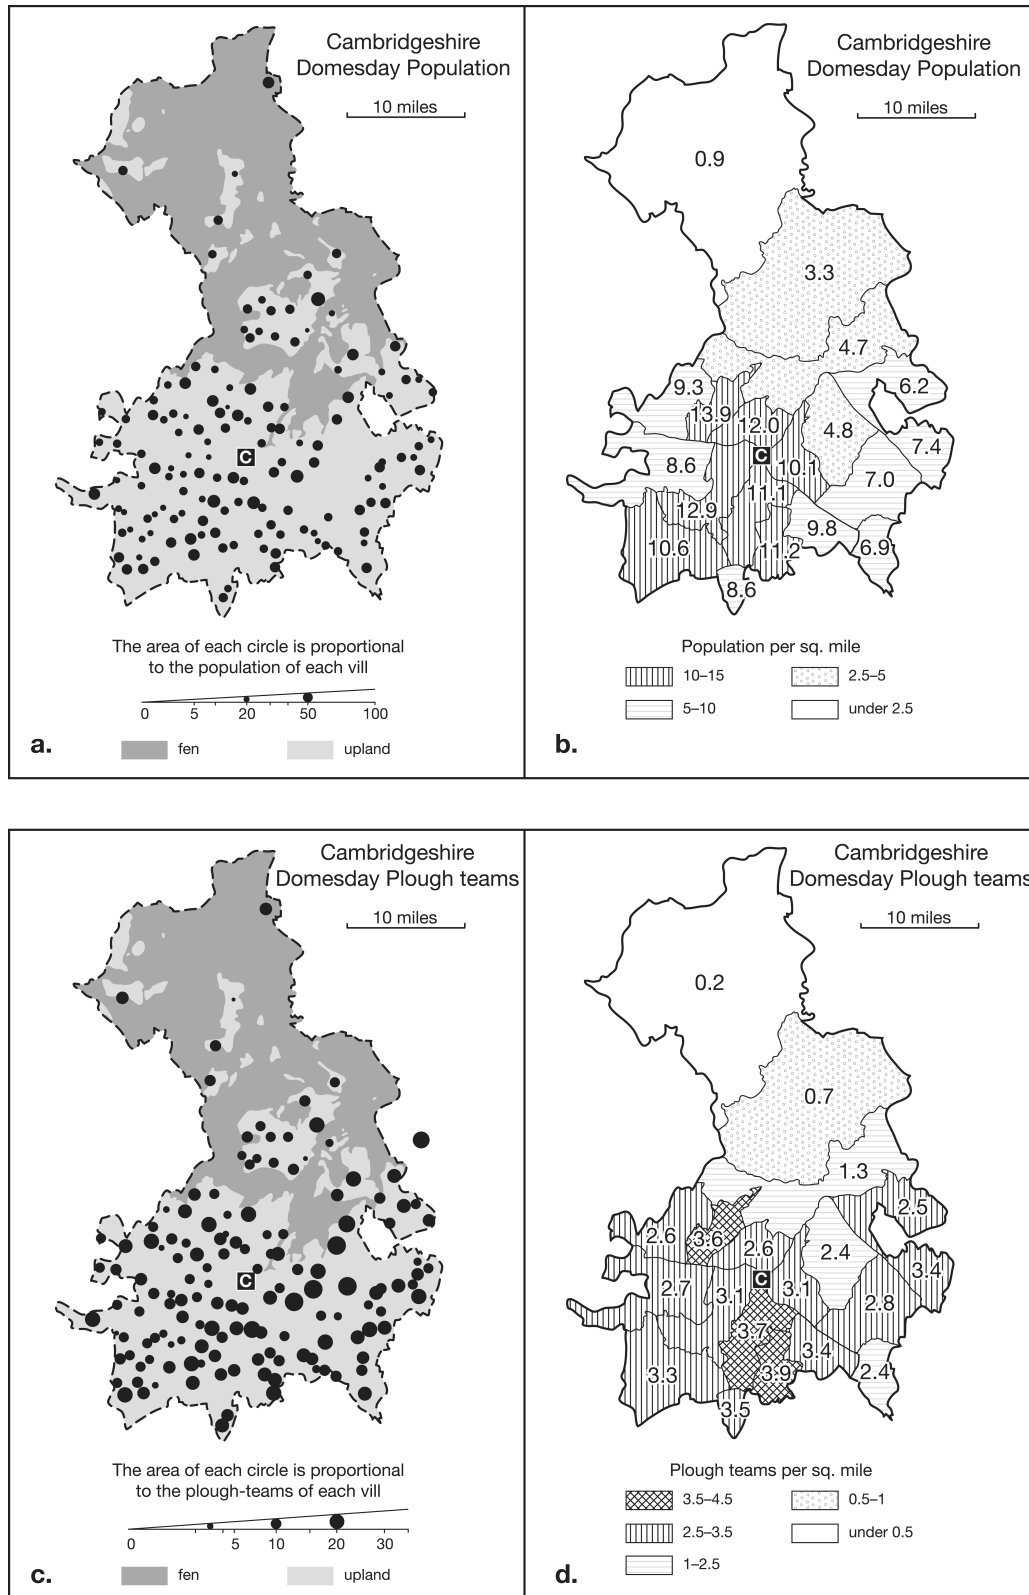 Cambridgeshire
Domesday Population
10 miles
C
The area of each circle is proportional
to the population of each vill
0 5 20 50 100
a.
fen
upland
Cambridgeshire
Domesday Population
10 miles
0.9
3.3
4.7
9.3
6.2
13.9
12.0
4.8
7.4
C
8.6
10.1
7.0
11.1
12.9
9.8
10.6
11.2
6.9
8.6
Population per sq. mile
10–15
2.5–5
5–10
under 2.5
b.
Cambridgeshire
Domesday Plough teams
10 miles
C
The area of each circle is proportional
to the plough-teams of each vill
0 5 10 20 30
c.
fen
upland
Cambridgeshire
Domesday Plough teams
10 miles
0.2
0.7
1.3
2.5
2.6
3.6
2.6
2.4
3.4
C
2.7
3.1
3.1
2.8
3.7
3.4
3.3
3.9
2.4
3.5
Plough teams per sq. mile
3.5–4.5
0.5–1
2.5–3.5
under 0.5
1–2.5
d.